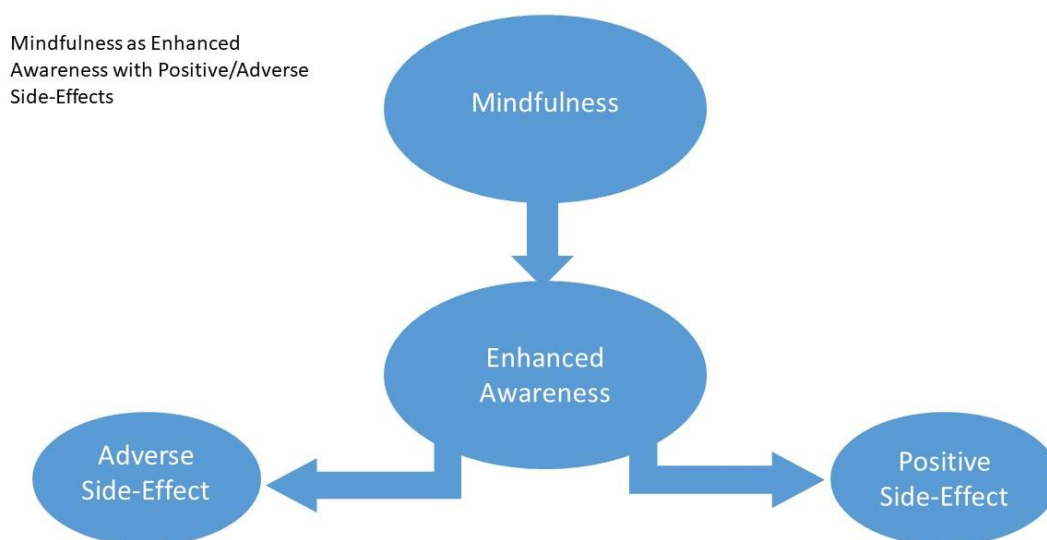 Mindfulness as Enhanced
Awareness with Positive/Adverse
Side-Effects
Mindfulness
Enhanced
Awareness
Adverse
Side-Effect
Positive
Side-Effect